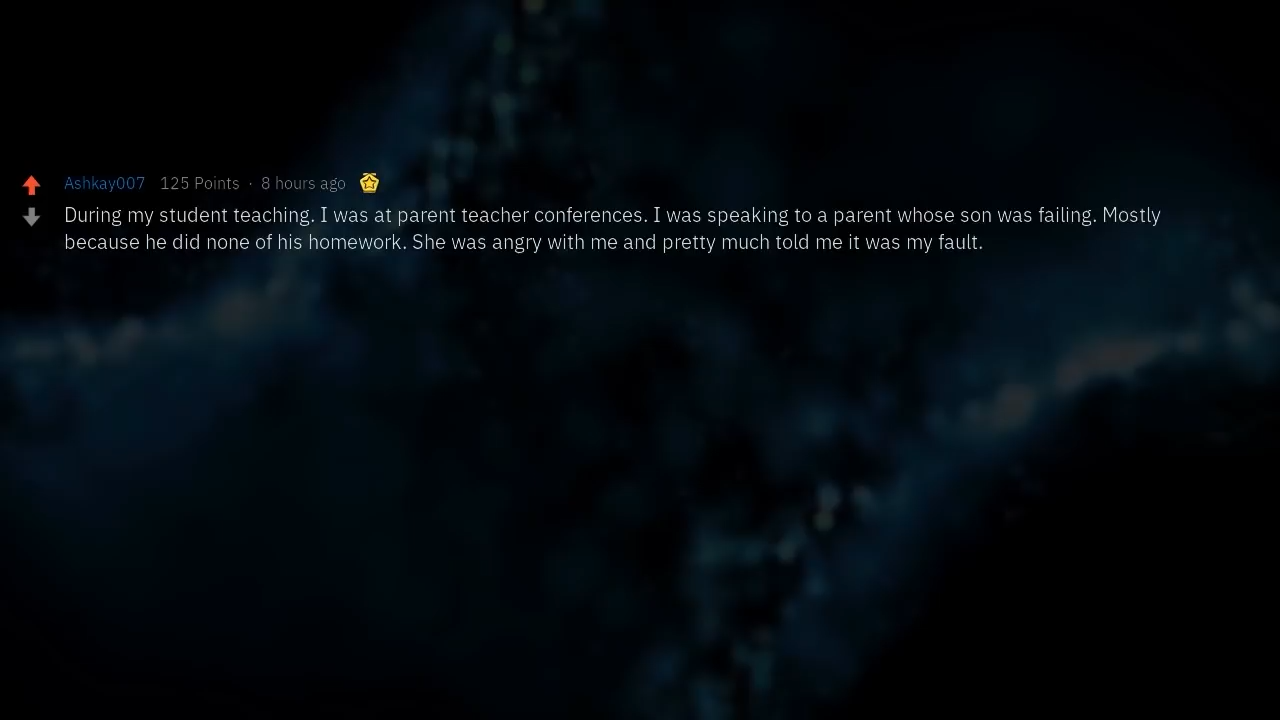 Ashkay007 125 Points · 8 hours ago
During my student teaching. I was at parent teacher conferences. I was speaking to a parent whose son was failing. Mostly
because he did none of his homework. She was angry with me and pretty much told me it was my fault.